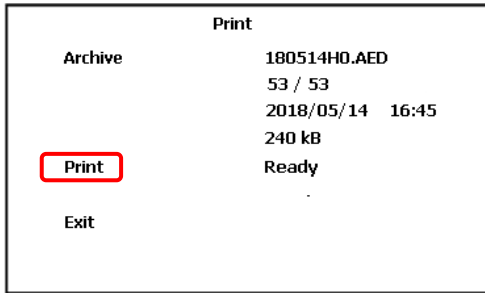 Print
Archive 180514H0.AED
53 / 53
2018/05/14 16:45
240 kB
Print Ready
Exit